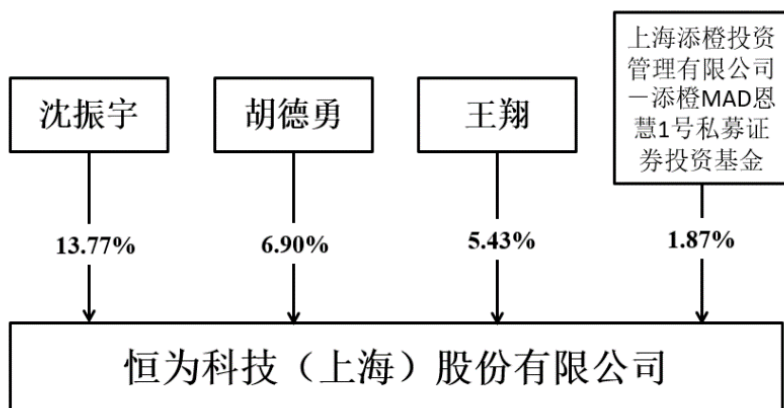 沈振宇
胡德勇
王翔
上海添橙投资
管理有限公司
－添橙MAD恩
慧1号私募证
券投资基金
13.77%
6.90%
5.43%
1.87%
恒为科技（上海）股份有限公司